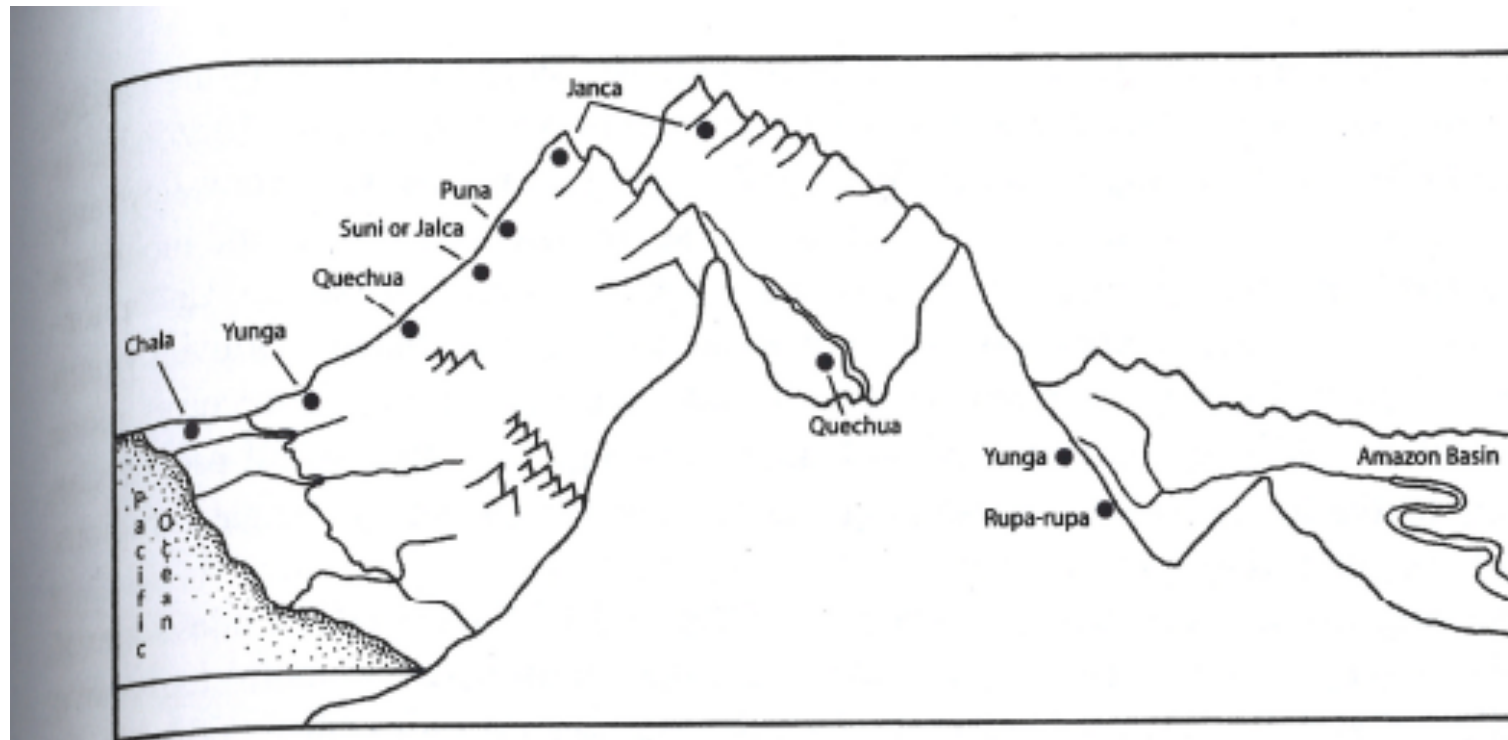 Janca
Puna
Suni or Jalca
Quechua
Yunga
Chala
Quechua
Yunga
Rupa-rupa
Amazon Basin
Pacific
Ocean